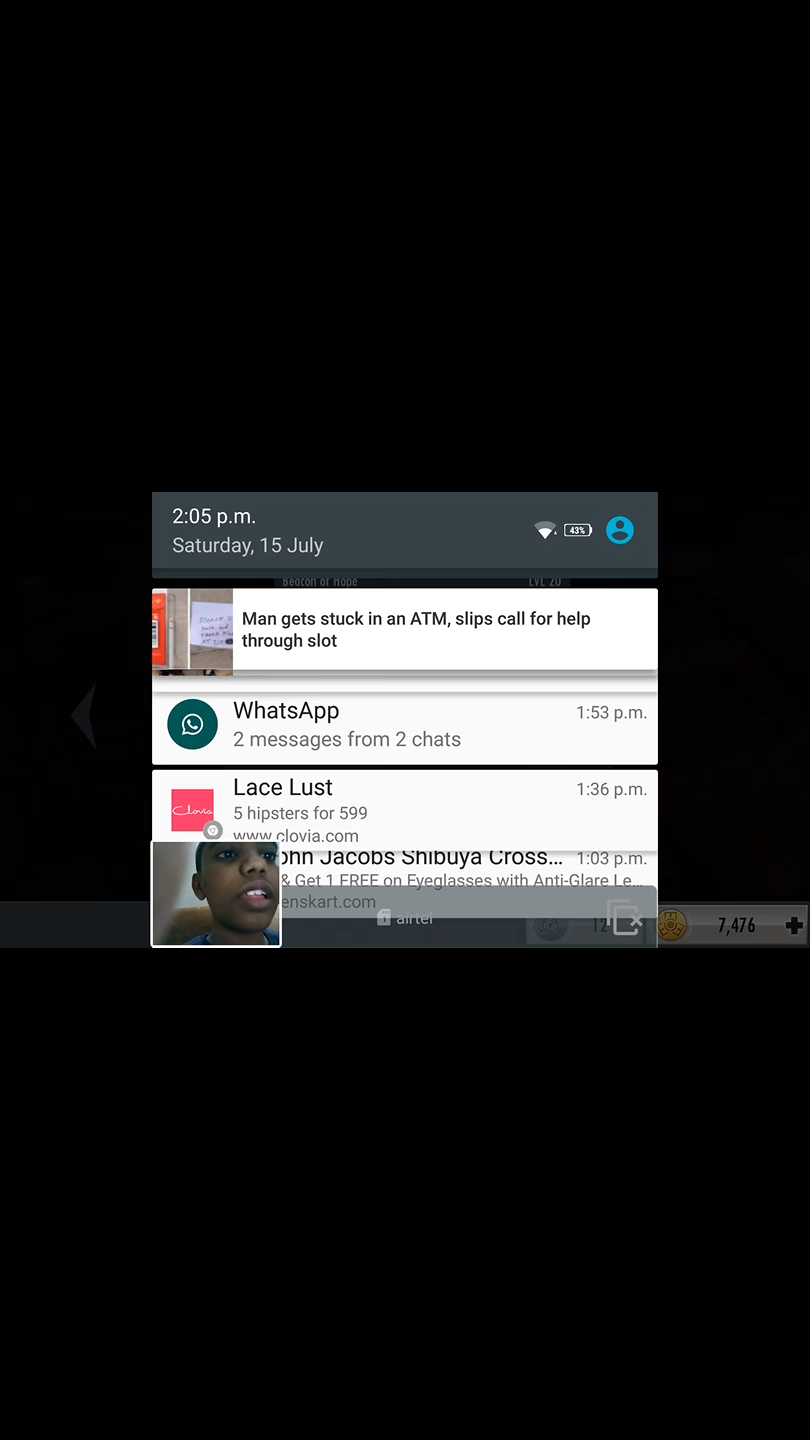 2:05 p.m.
43%
Saturday, 15 July
Beacon of Hope
LVL 20
Man gets stuck in an ATM, slips call for help
through slot
WhatsApp
1:53 p.m.
2 messages from 2 chats
Lace Lust
1:36 p.m.
5 hipsters for 599
www.clovia.com
Clovia
ohn Jacobs Shibuya Cross…
1:03 p.m.
& Get 1 FREE on Eyeglasses with Anti-Glare Le…
enskart.com
airtel
12
7,476